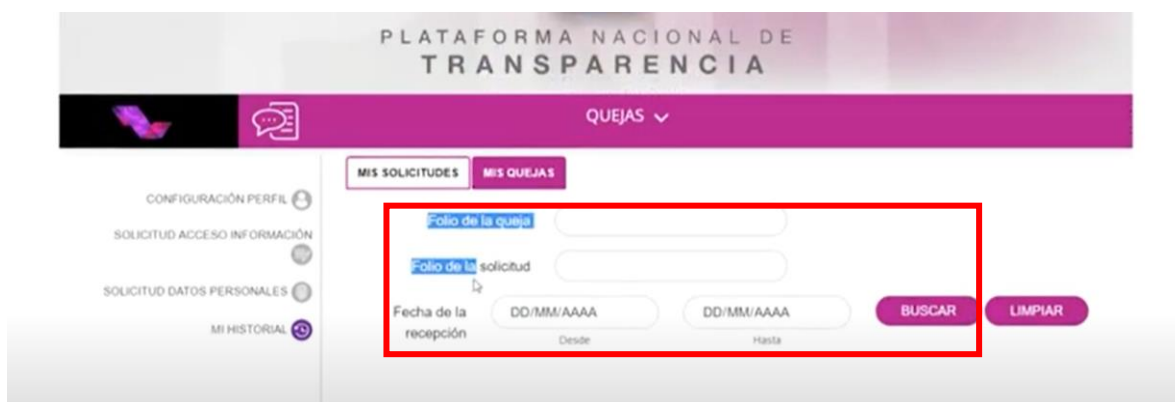 PLATAFORMA NACIONAL DE
TRANSPARENCIA
QUEJAS
MIS SOLICITUDES MIS QUEJAS
CONFIGURACIÓN PERFIL
SOLICITUD ACCESO INFORMACIÓN
SOLICITUD DATOS PERSONALES
MI HISTORIAL
Folio de la queja
Folio de la solicitud
Fecha de la recepción DD/MM/AAAA DD/MM/AAAA BUSCAR LIMPIAR
Desde Hasta